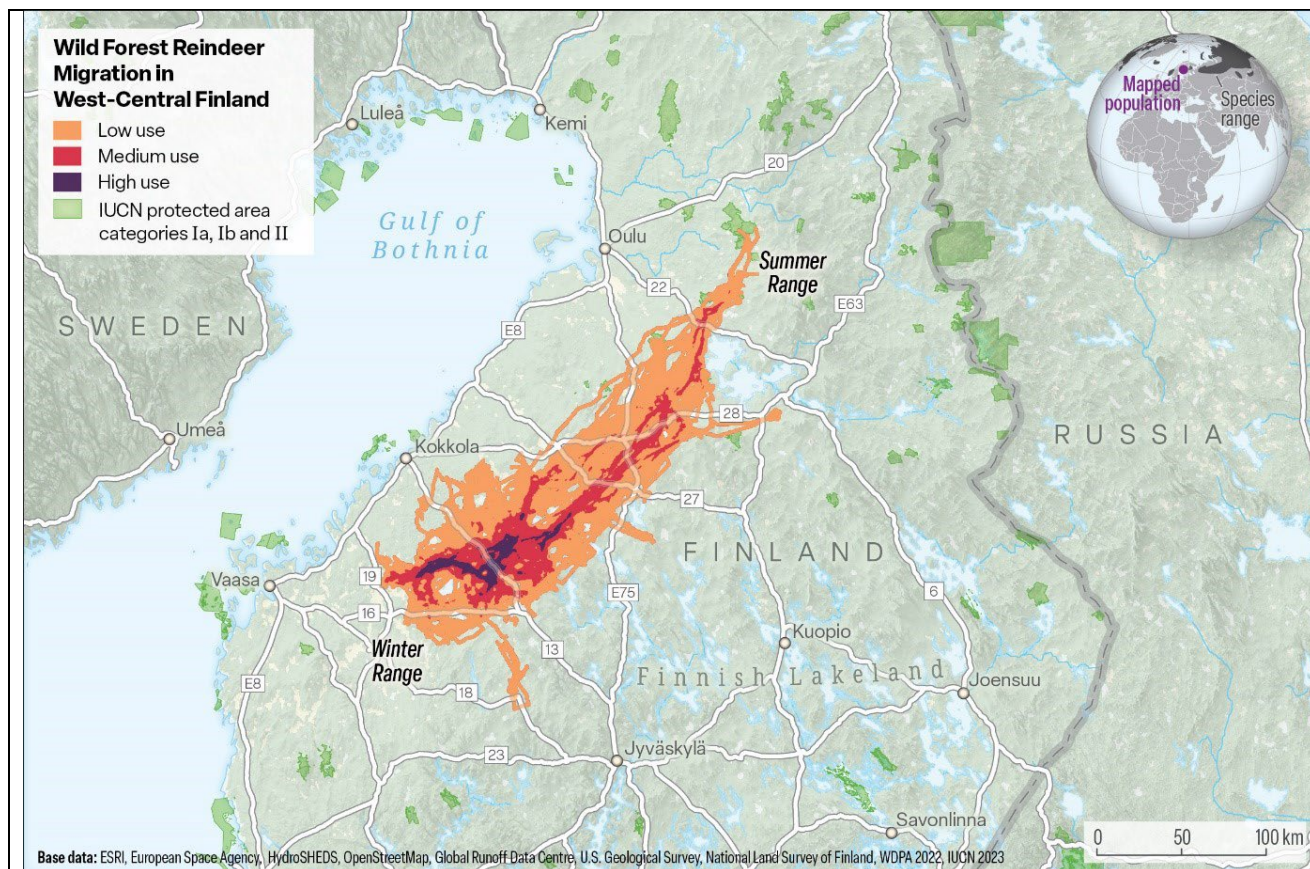 Wild Forest Reindeer
Migration in
West-Central Finland
Low use
Medium use
High use
IUCN protected area
categories Ia, Ib and II
Luleå
Kemi
20
Mapped
population
Species
range
Gulf of
Bothnia
Oulu
Summer
Range
22
E63
SWEDEN
E8
28
Umeå
Kokkola
RUSSIA
27
FINLAND
Vaasa
19
E75
6
16
Kuopio
Winter
Range
13
Finnish Lakeland
E8
18
Joensuu
23
Jyväskylä
Savonlinna
0 50 100 km
Base data: ESRI, European Space Agency, HydroSHEDS, OpenStreetMap, Global Runoff Data Centre, U.S. Geological Survey, National Land Survey of Finland, WDPA 2022, IUCN 2023